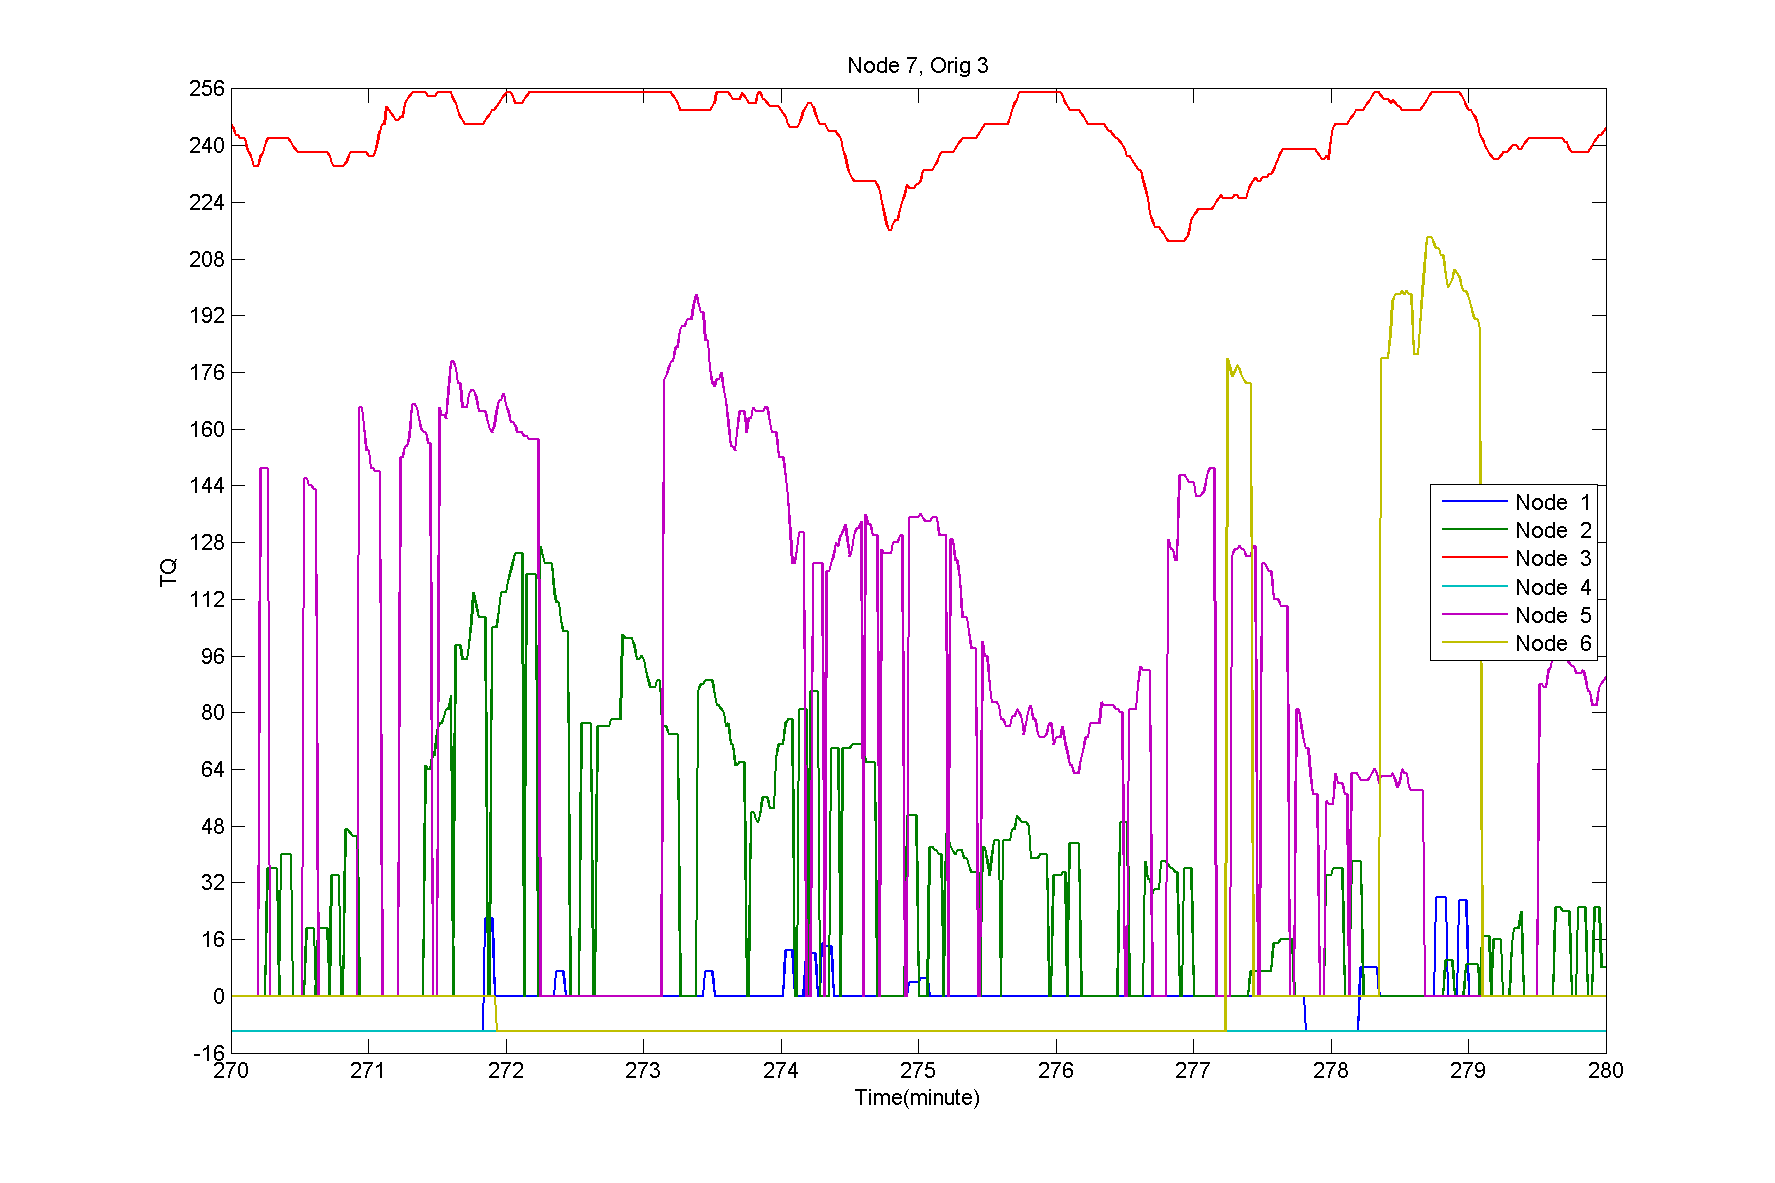 Node 7, Orig 3
256
240
224
208
192
176
160
144
128
112
96
80
64
48
32
16
0
-16
TQ
Node 1
Node 2
Node 3
Node 4
Node 5
Node 6
270 271 272 273 274 275 276 277 278 279 280
Time(minute)